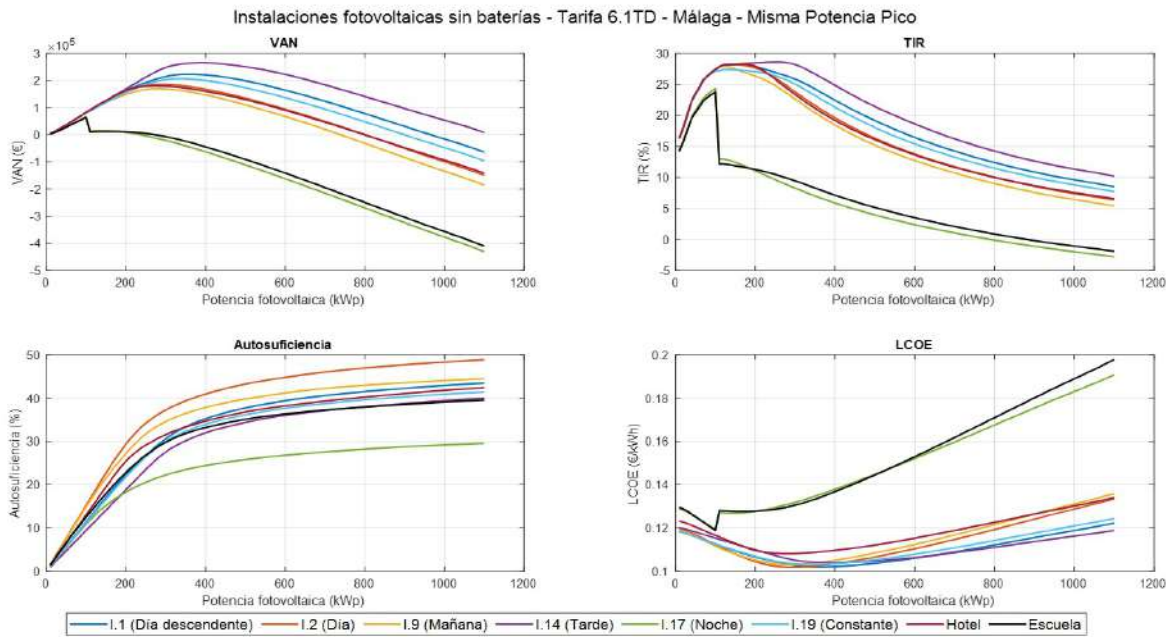 Instalaciones fotovoltaicas sin baterías - Tarifa 6.1TD - Málaga - Misma Potencia Pico
VAN
×10⁵
3
2
1
0
-1
-2
-3
-4
-5
VAN (€)
0 200 400 600 800 1000 1200
Potencia fotovoltaica (kWp)
TIR
30
25
20
15
10
5
0
-5
TIR (%)
0 200 400 600 800 1000 1200
Potencia fotovoltaica (kWp)
Autosuficiencia
50
40
30
20
10
0
Autosuficiencia (%)
0 200 400 600 800 1000 1200
Potencia fotovoltaica (kWp)
LCOE
0.2
0.18
0.16
0.14
0.12
0.1
LCOE (€/kWh)
0 200 400 600 800 1000 1200
Potencia fotovoltaica (kWp)
I.1 (Día descendente) I.2 (Día) I.9 (Mañana) I.14 (Tarde) I.17 (Noche) I.19 (Constante) Hotel Escuela